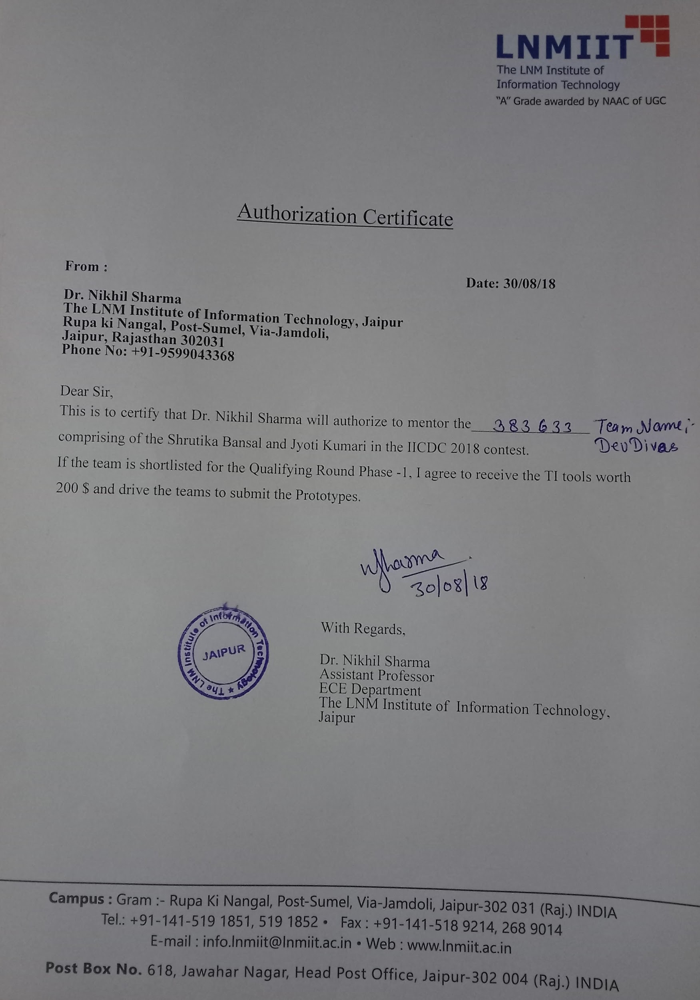 LNMIIT
The LNM Institute of
Information Technology
“A” Grade awarded by NAAC of UGC
Authorization Certificate
From :
Date: 30/08/18
Dr. Nikhil Sharma
The LNM Institute of Information Technology, Jaipur
Rupa ki Nangal, Post-Sumel, Via-Jamdoli,
Jaipur, Rajasthan 302031
Phone No: +91-9599043368
Dear Sir,
This is to certify that Dr. Nikhil Sharma will authorize to mentor the 383633 Team Name:-
DevDivas
comprising of the Shrutika Bansal and Jyoti Kumari in the IICDC 2018 contest.
If the team is shortlisted for the Qualifying Round Phase -1, I agree to receive the TI tools worth
200 $ and drive the teams to submit the Prototypes.
NSharma
30/08/18
The LNM Institute of Information Technology ★
JAIPUR
With Regards,
Dr. Nikhil Sharma
Assistant Professor
ECE Department
The LNM Institute of Information Technology,
Jaipur
Campus : Gram :- Rupa Ki Nangal, Post-Sumel, Via-Jamdoli, Jaipur-302 031 (Raj.) INDIA
Tel.: +91-141-519 1851, 519 1852 • Fax : +91-141-518 9214, 268 9014
E-mail : info.lnmiit@lnmiit.ac.in • Web : www.lnmiit.ac.in
Post Box No. 618, Jawahar Nagar, Head Post Office, Jaipur-302 004 (Raj.) INDIA